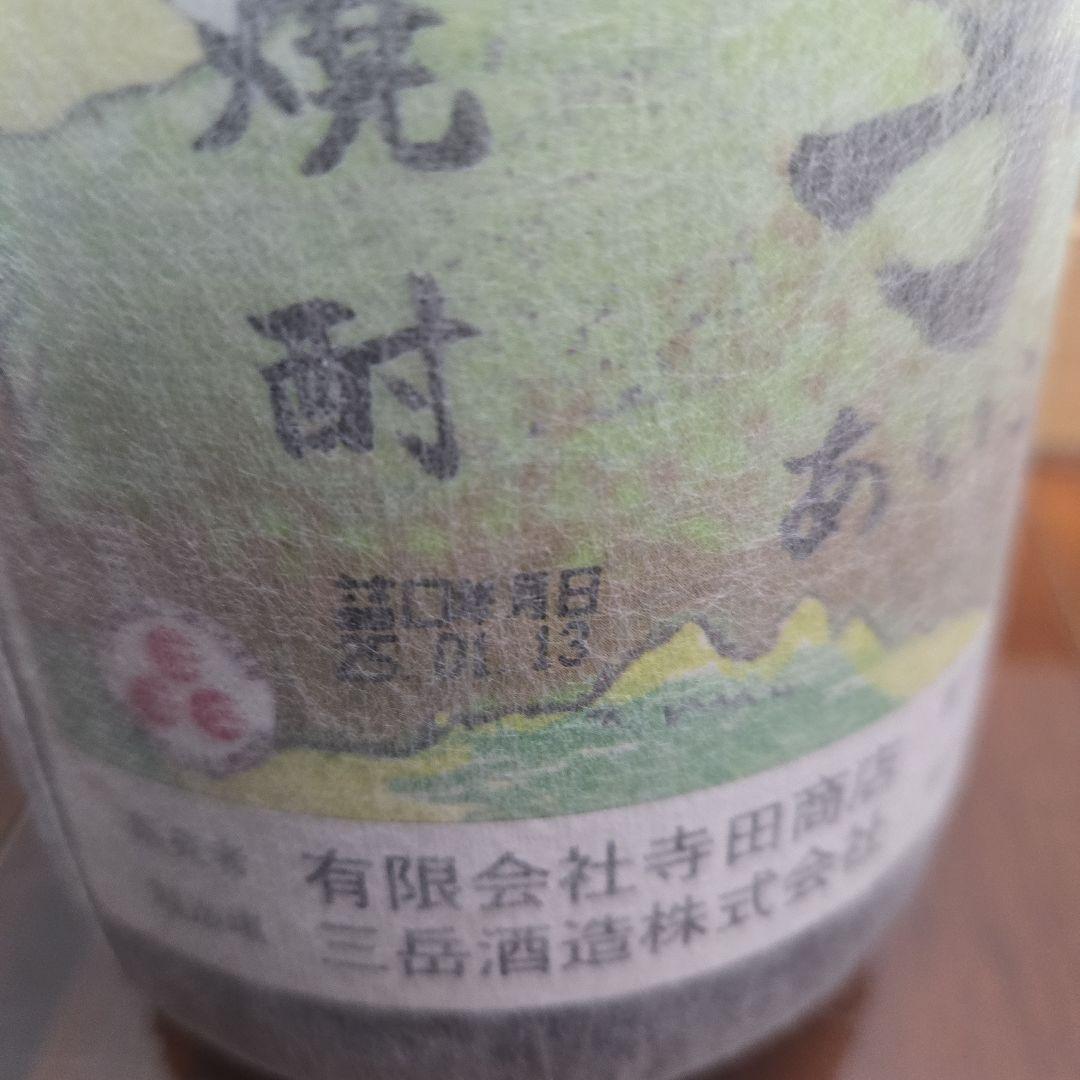 焼酎
あ
詰口年月日
25. 01. 13
有限会社寺田商店
三岳酒造株式会社